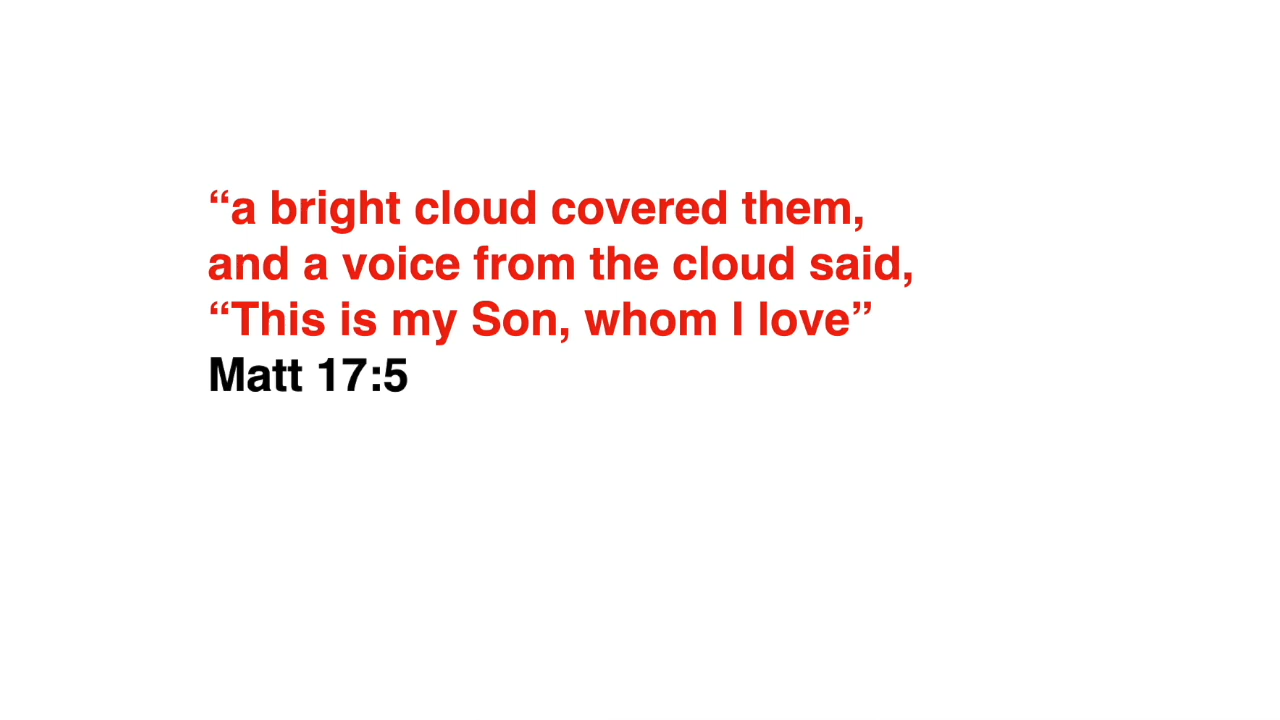 “a bright cloud covered them,
and a voice from the cloud said,
“This is my Son, whom I love”
Matt 17:5